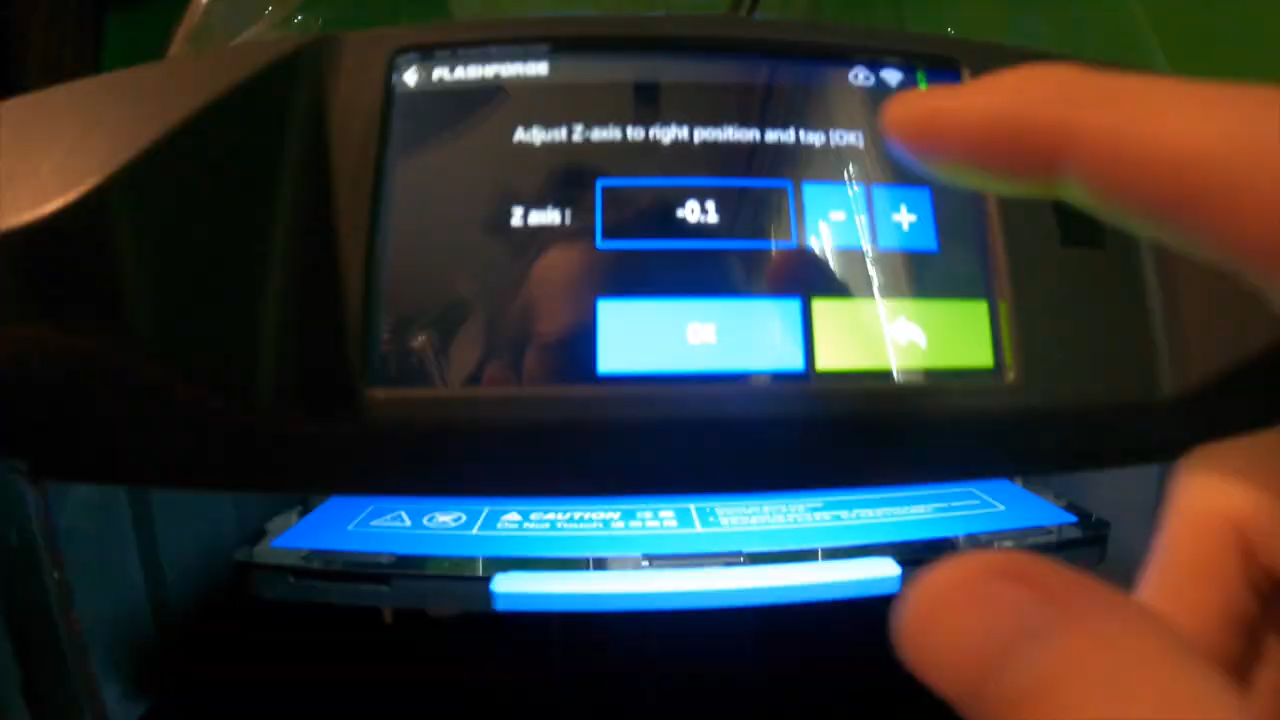 FLASHFORGE
Adjust Z-axis to right position and tap [OK]
Z axis :
-0.1
- +
OK
CAUTION
Do Not Touch